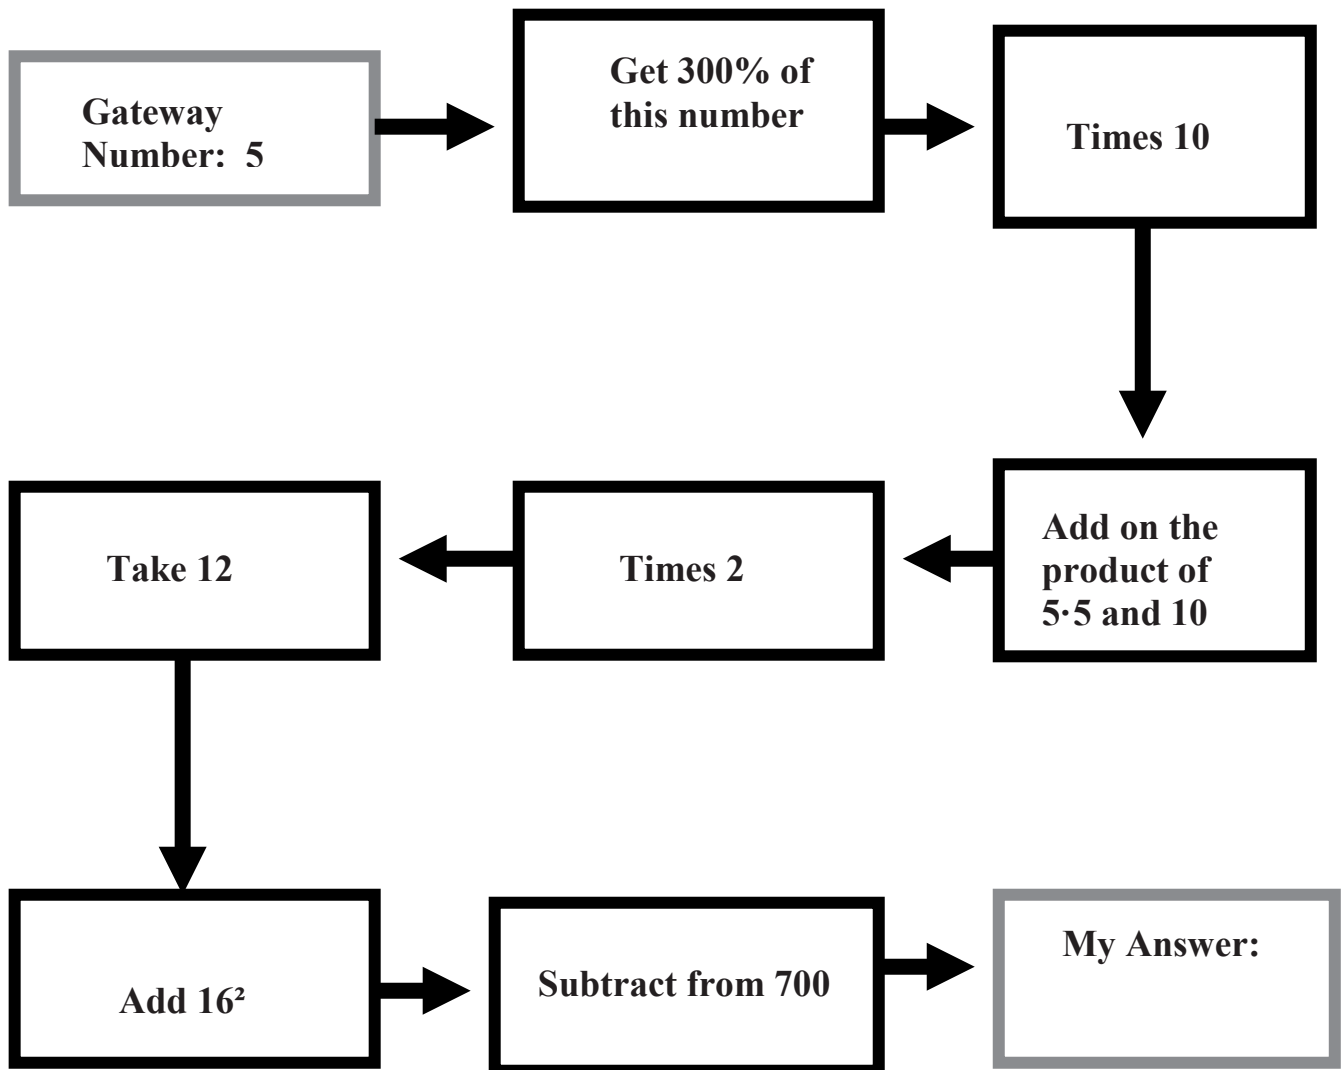 Gateway
Number: 5
Get 300% of
this number
Times 10
Add on the
product of
5·5 and 10
Times 2
Take 12
Add 16²
Subtract from 700
My Answer: